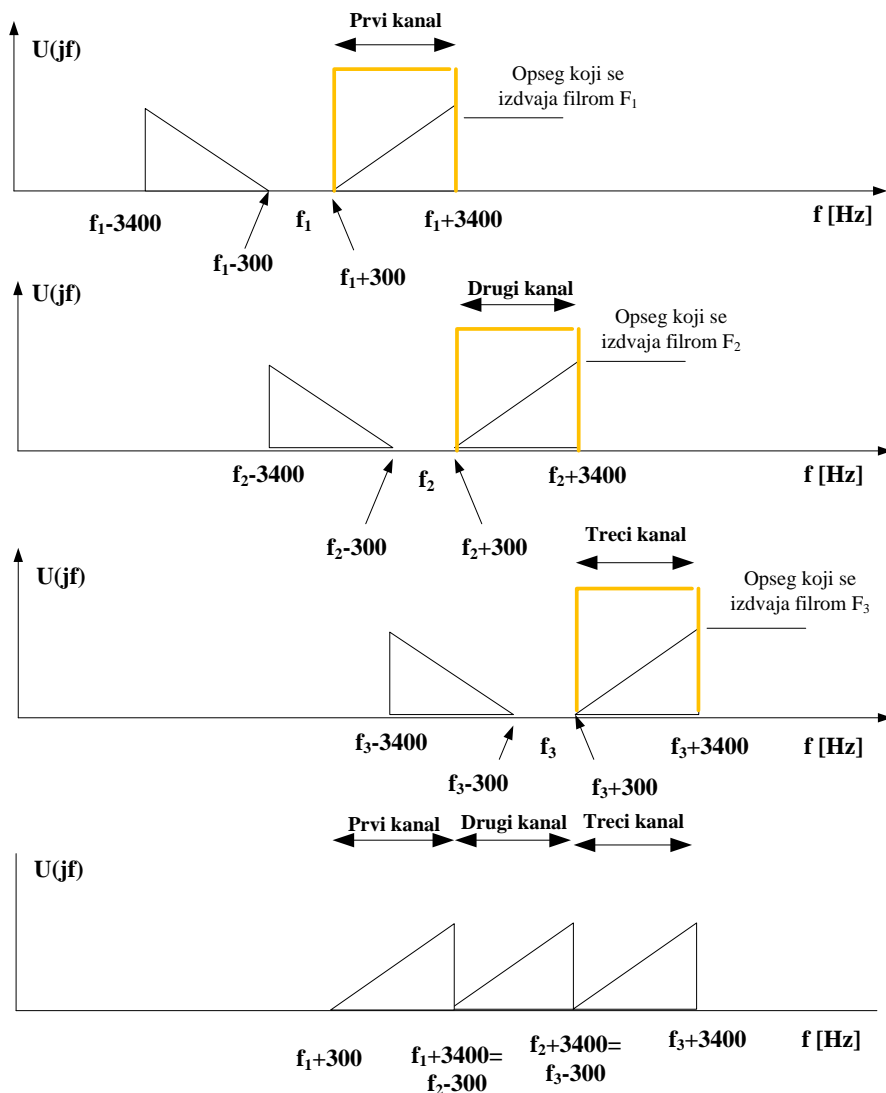 Prvi kanal
U(jf)
Opseg koji se
izdvaja filrom F₁
f₁-3400
f₁
f₁+3400
f [Hz]
f₁-300
f₁+300
Drugi kanal
U(jf)
Opseg koji se
izdvaja filrom F₂
f₂-3400
f₂
f₂+3400
f [Hz]
f₂-300
f₂+300
Treci kanal
U(jf)
Opseg koji se
izdvaja filrom F₃
f₃-3400
f₃
f₃+3400
f [Hz]
f₃-300
f₃+300
Prvi kanal Drugi kanal Treci kanal
U(jf)
f₁+300
f₁+3400=
f₂-300
f₂+3400=
f₃-300
f₃+3400
f [Hz]